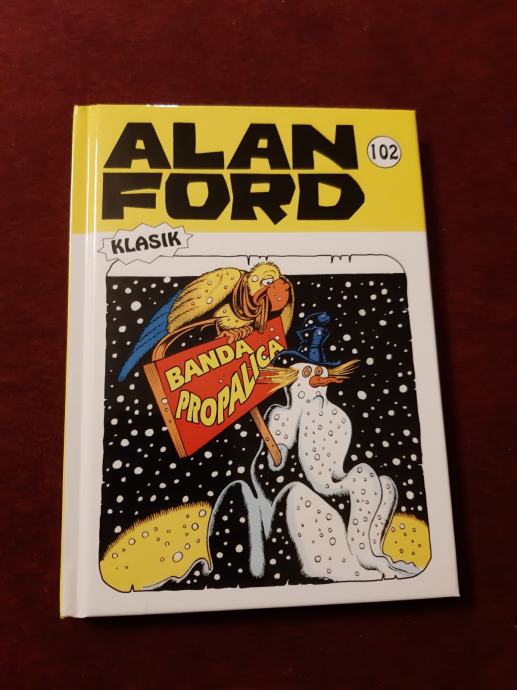 ALAN
FORD
102
KLASIK
BANDA
PROPALICA